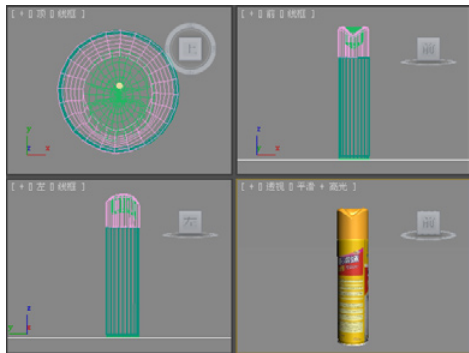 [ + 0 顶 0 线框 ]
上
y
x
z
[ + 0 前 0 线框 ]
前
z
x
[ + 0 左 0 线框 ]
左
z
y
x
[ + 0 透视 0 平滑 + 高光 ]
前
z
x